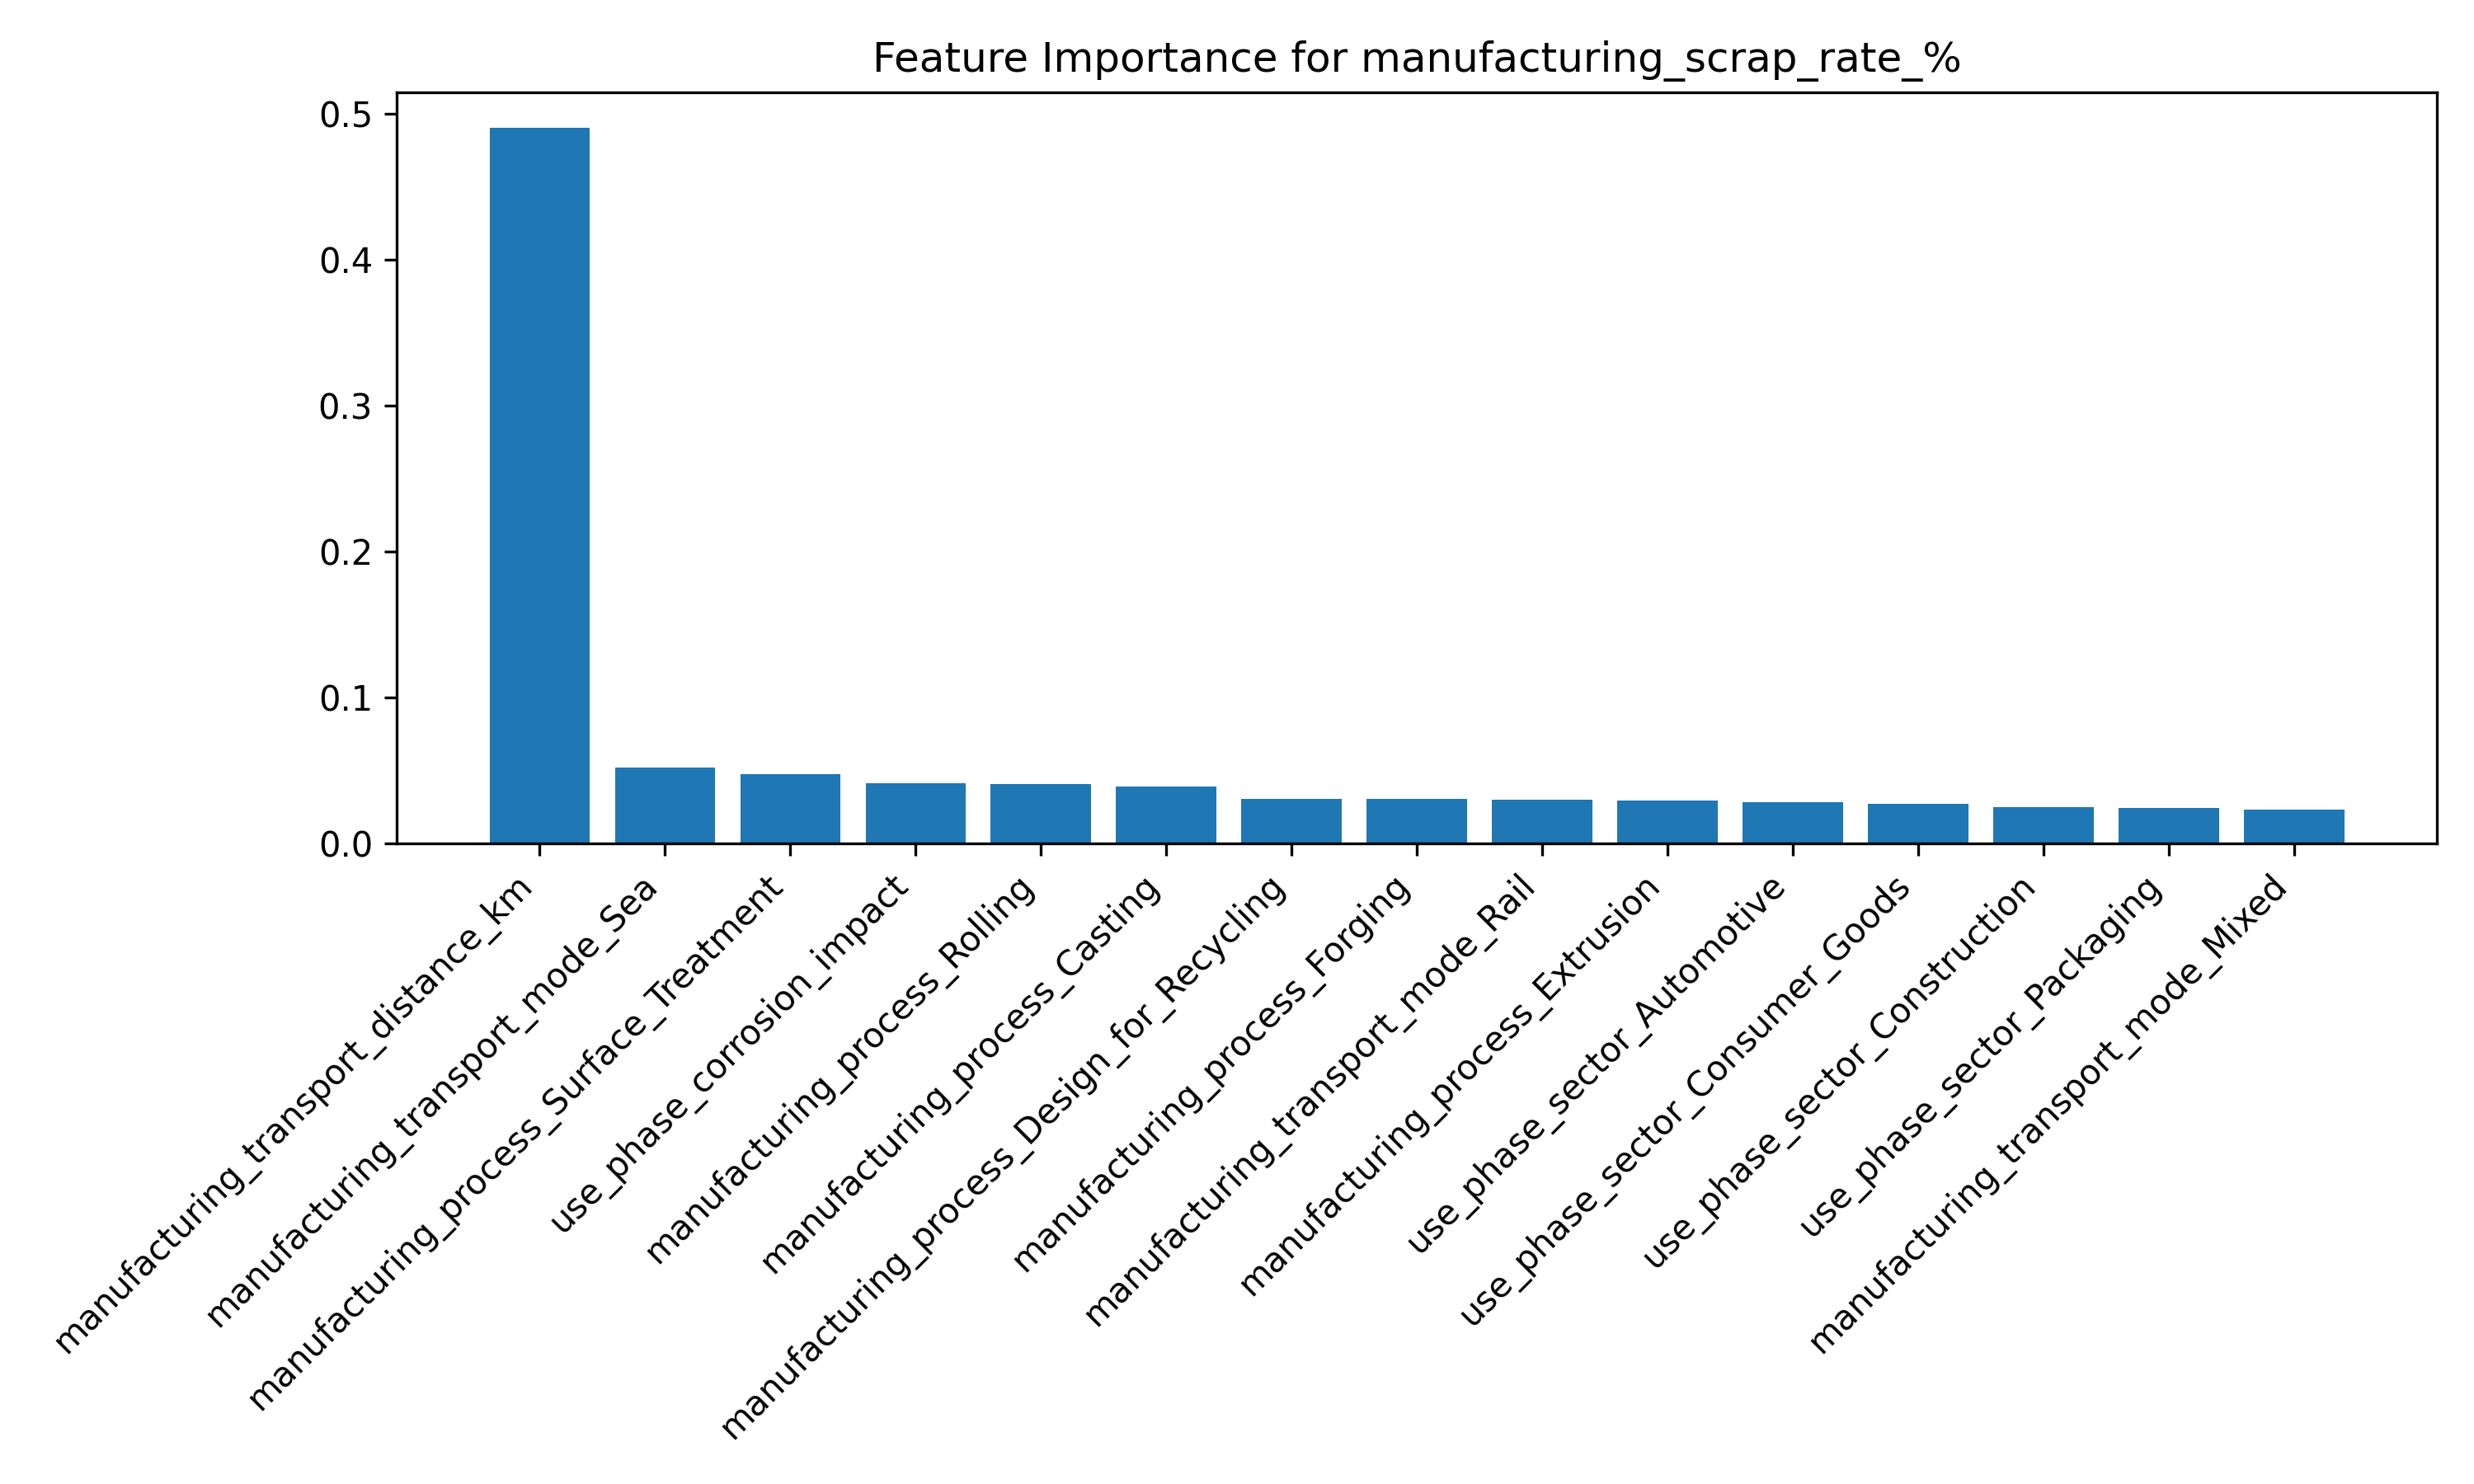 Feature Importance for manufacturing_scrap_rate_%
0.5
0.4
0.3
0.2
0.1
0.0
manufacturing_transport_distance_km
manufacturing_transport_mode_Sea
manufacturing_process_Surface_Treatment
use_phase_corrosion_impact
manufacturing_process_Rolling
manufacturing_process_Casting
manufacturing_process_Design_for_Recycling
manufacturing_process_Forging
manufacturing_transport_mode_Rail
manufacturing_process_Extrusion
use_phase_sector_Automotive
use_phase_sector_Consumer_Goods
use_phase_sector_Construction
use_phase_sector_Packaging
manufacturing_transport_mode_Mixed